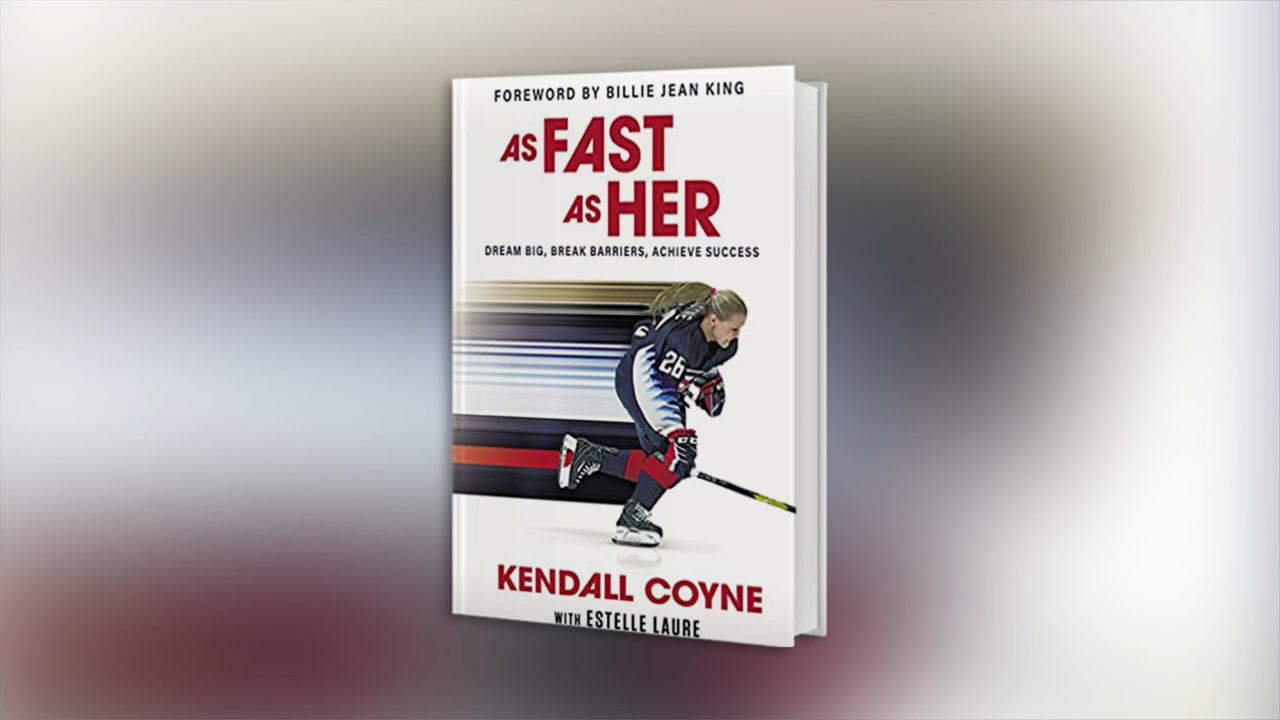 FOREWORD BY BILLIE JEAN KING
AS FAST
AS HER
DREAM BIG, BREAK BARRIERS, ACHIEVE SUCCESS
26
KENDALL COYNE
WITH ESTELLE LAURE